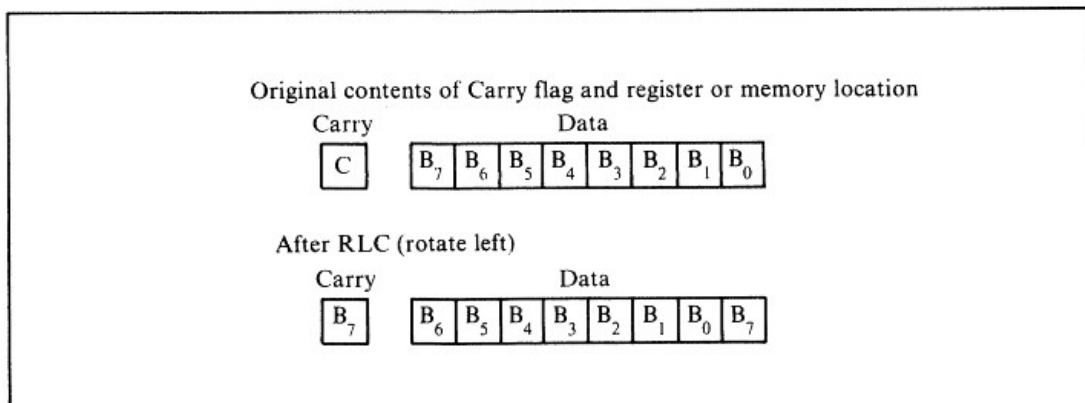 Original contents of Carry flag and register or memory location
Carry Data
C B₇ B₆ B₅ B₄ B₃ B₂ B₁ B₀
After RLC (rotate left)
Carry Data
B₇ B₆ B₅ B₄ B₃ B₂ B₁ B₀ B₇